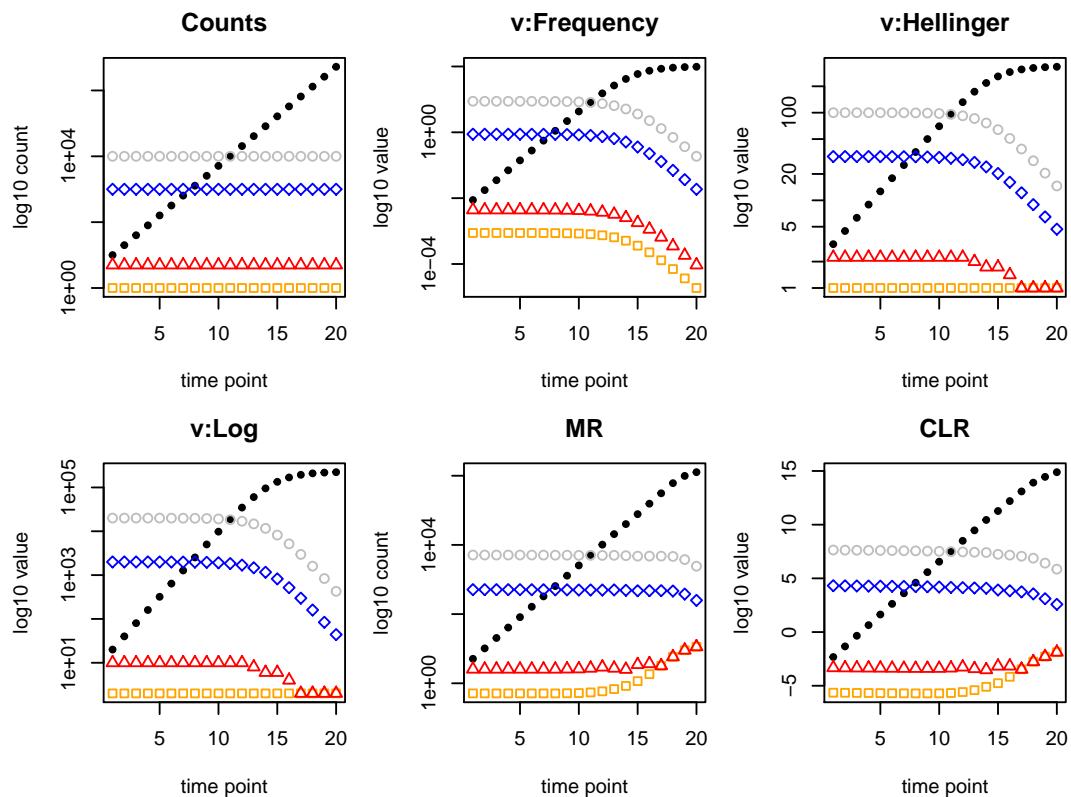 Counts
log10 count
1e+00
1e+04
5
10
15
20
time point
v:Frequency
log10 value
1e−04
1e+00
5
10
15
20
time point
v:Hellinger
log10 value
1
5
20
100
5
10
15
20
time point
v:Log
log10 value
1e+01
1e+03
1e+05
5
10
15
20
time point
MR
log10 count
1e+00
1e+04
5
10
15
20
time point
CLR
log10 value
−5
0
5
10
15
5
10
15
20
time point